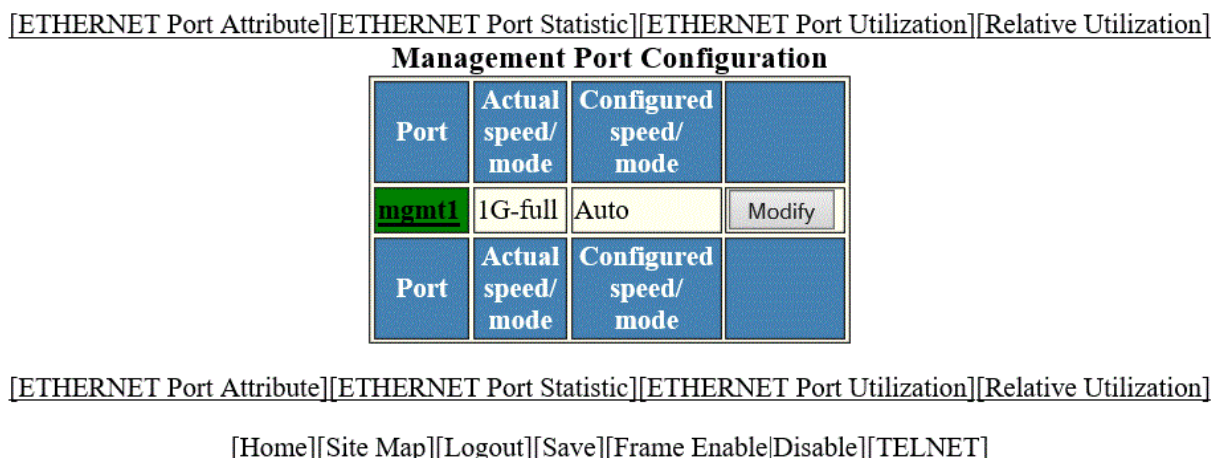 [ETHERNET Port Attribute][ETHERNET Port Statistic][ETHERNET Port Utilization][Relative Utilization]
Management Port Configuration
Port Actual speed/ mode Configured speed/ mode
mgmt1 1G-full Auto Modify
Port Actual speed/ mode Configured speed/ mode
[ETHERNET Port Attribute][ETHERNET Port Statistic][ETHERNET Port Utilization][Relative Utilization]
[Home][Site Map][Logout][Save][Frame Enable|Disable][TELNET]